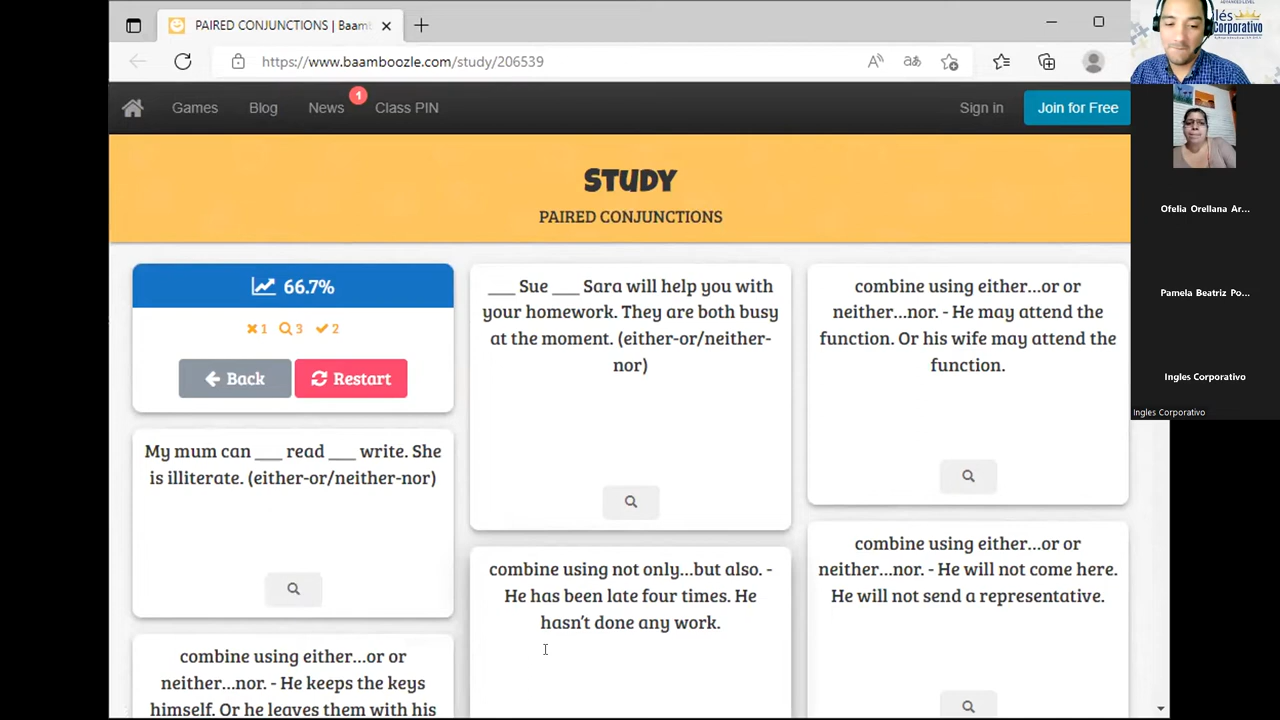 PAIRED CONJUNCTIONS | Baam
https://www.baamboozle.com/study/206539
Games
Blog
News
1
Class PIN
Sign in
Join for Free
STUDY
PAIRED CONJUNCTIONS
66.7%
1
3
2
Back
Restart
My mum can ___ read ___ write. She
is illiterate. (either-or/neither-nor)
combine using either...or or
neither...nor. - He keeps the keys
himself. Or he leaves them with his
___ Sue ___ Sara will help you with
your homework. They are both busy
at the moment. (either-or/neither-
nor)
combine using not only...but also. -
He has been late four times. He
hasn't done any work.
combine using either...or or
neither...nor. - He may attend the
function. Or his wife may attend the
function.
combine using either...or or
neither...nor. - He will not come here.
He will not send a representative.
lés
Corporativo
Ofelia Orellana Ar...
Pamela Beatriz Po...
Ingles Corporativo
Ingles Corporativo